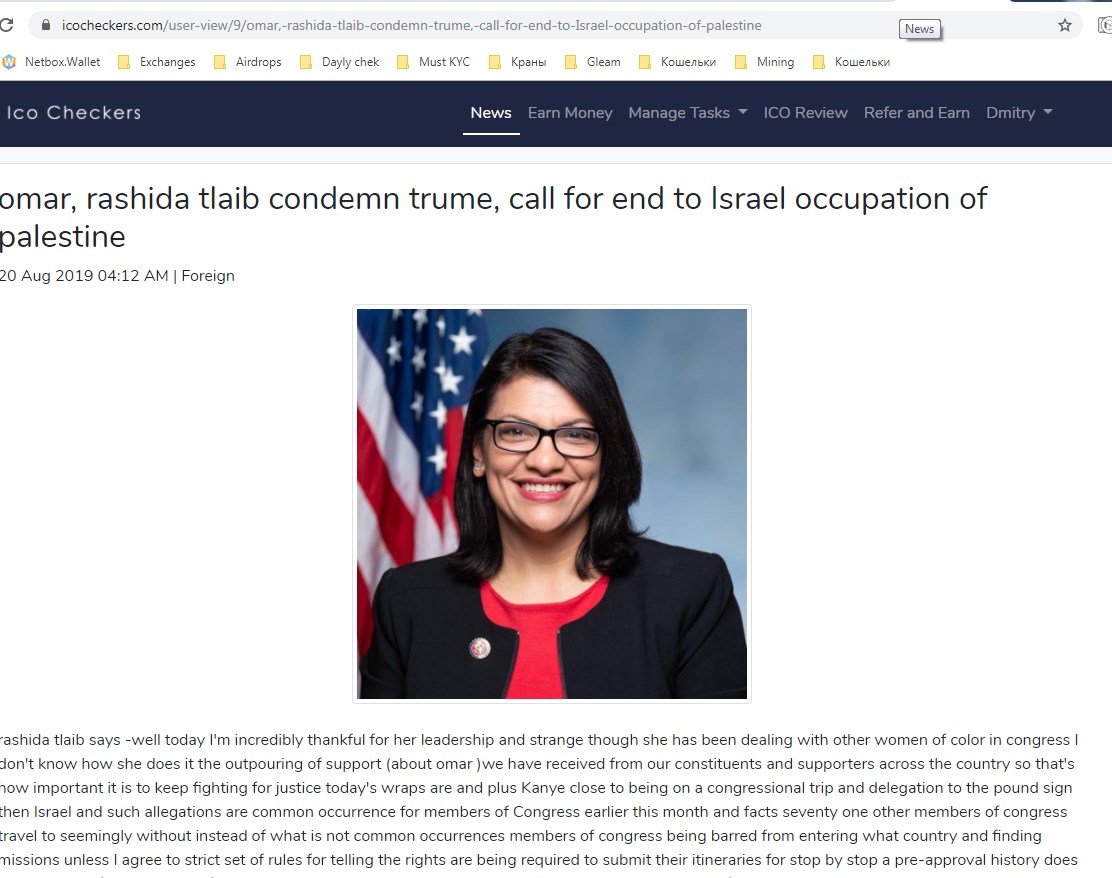 icocheckers.com/user-view/9/omar,-rashida-tlaib-condemn-trume,-call-for-end-to-Israel-occupation-of-palestine
News
Netbox.Wallet Exchanges Airdrops Dayly chek Must KYC Краны Gleam Кошельки Mining Кошельки
Ico Checkers News Earn Money Manage Tasks ICO Review Refer and Earn Dmitry
omar, rashida tlaib condemn trume, call for end to Israel occupation of
palestine
20 Aug 2019 04:12 AM | Foreign
rashida tlaib says -well today I'm incredibly thankful for her leadership and strange though she has been dealing with other women of color in congress I
don't know how she does it the outpouring of support (about omar )we have received from our constituents and supporters across the country so that's
how important it is to keep fighting for justice today's wraps are and plus Kanye close to being on a congressional trip and delegation to the pound sign
then Israel and such allegations are common occurrence for members of Congress earlier this month and facts seventy one other members of congress
travel to seemingly without instead of what is not common occurrences members of congress being barred from entering what country and finding
missions unless I agree to strict set of rules for telling the rights are being required to submit their itineraries for stop by stop a pre-approval history does